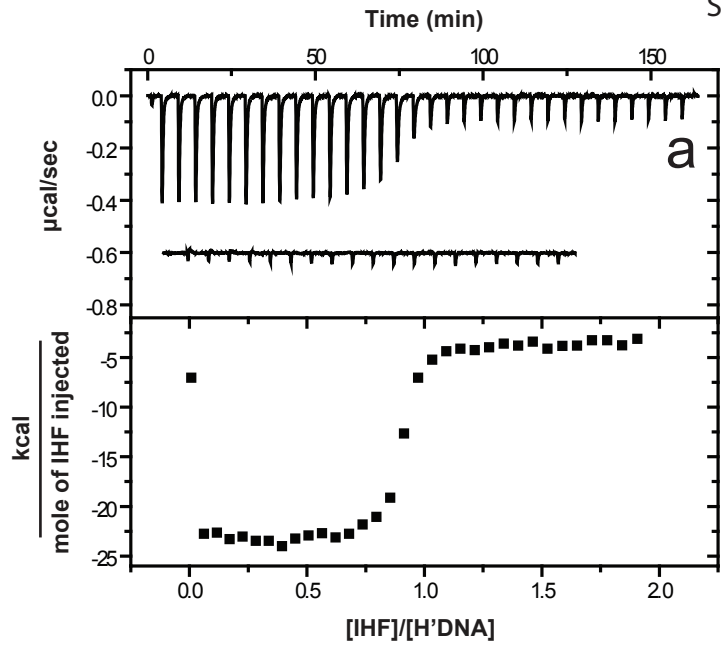 S
Time (min)
0 50 100 150
0.0
-0.2
-0.4
-0.6
-0.8
µcal/sec
a
-5
-10
-15
-20
-25
kcal
mole of IHF injected
0.0 0.5 1.0 1.5 2.0
[IHF]/[H'DNA]